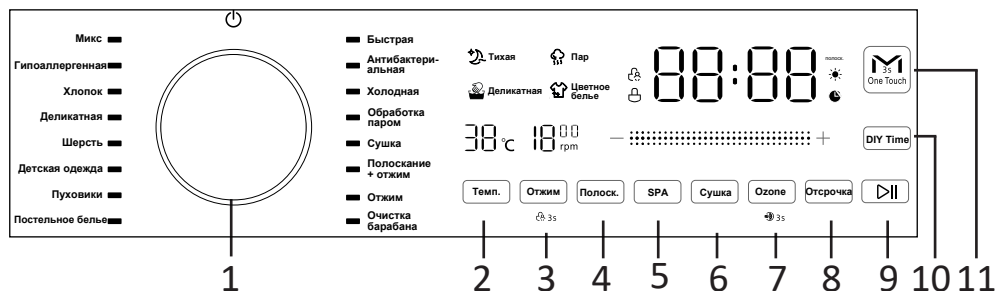 Микс
Гипоаллергенная
Хлопок
Деликатная
Шерсть
Детская одежда
Пуховики
Постельное белье
Быстрая
Антибактери-
альная
Холодная
Обработка
паром
Сушка
Полоскание
+ отжим
Отжим
Очистка
барабана
Тихая
Пар
Деликатная
Цветное
белье
88:88
полоск.
3s
One Touch
38 °C
1800
rpm
− +
DIY Time
Темп.
Отжим
Полоск.
SPA
Сушка
Ozone
Отсрочка
3s
3s
1 2 3 4 5 6 7 8 9 10 11